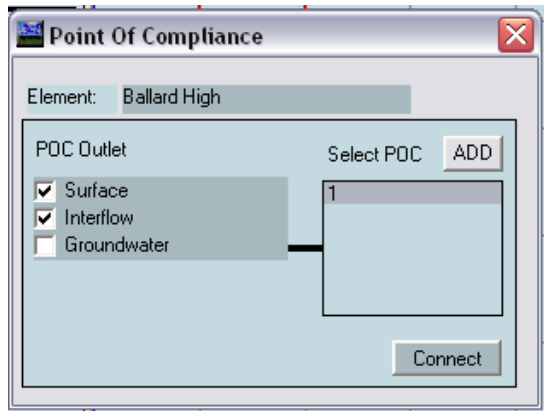 Point Of Compliance
Element: Ballard High
POC Outlet
Select POC ADD
Surface
Interflow
Groundwater
1
Connect